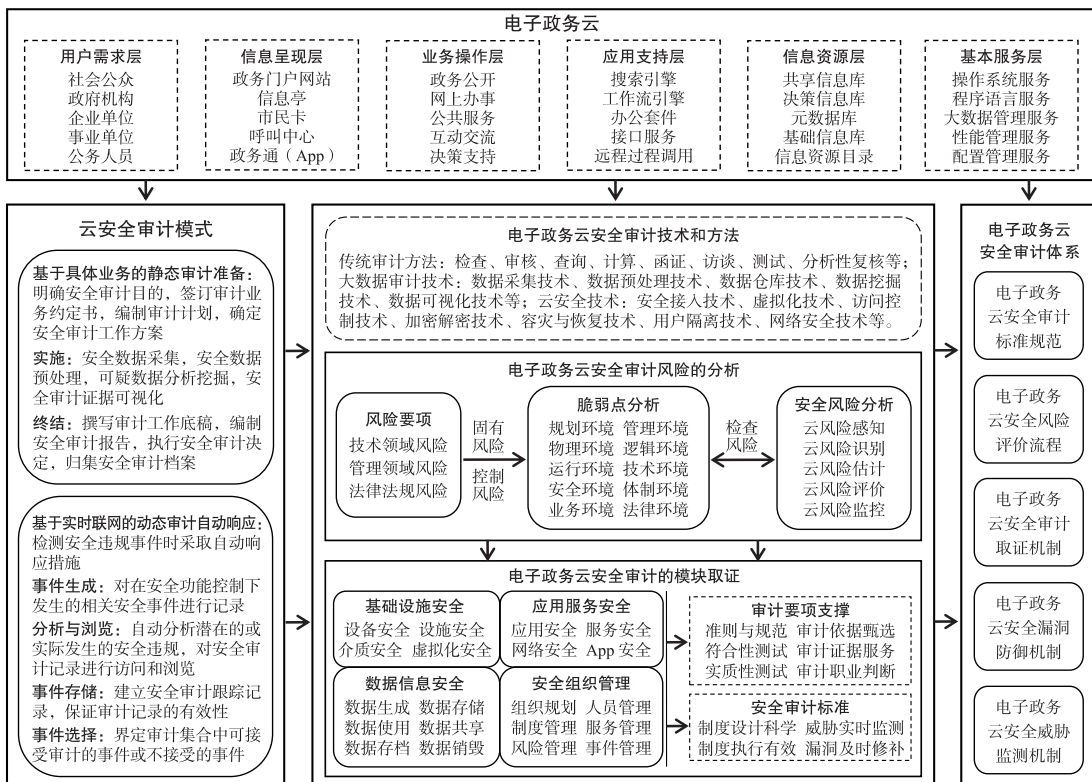 电子政务云
用户需求层
社会公众
政府机构
企业单位
事业单位
公务人员
信息呈现层
政务门户网站
信息亭
市民卡
呼叫中心
政务通（App）
业务操作层
政务公开
网上办事
公共服务
互动交流
决策支持
应用支持层
搜索引擎
工作流引擎
办公套件
接口服务
远程过程调用
信息资源层
共享信息库
决策信息库
元数据库
基础信息库
信息资源目录
基本服务层
操作系统服务
程序语言服务
大数据管理服务
性能管理服务
配置管理服务
云安全审计模式
基于具体业务的静态审计准备：
明确安全审计目的，签订审计业
务约定书，编制审计计划，确定
安全审计工作方案
实施：安全数据采集，安全数据
预处理，可疑数据分析挖掘，安
全审计证据可视化
终结：撰写审计工作底稿，编制
安全审计报告，执行安全审计决
定，归集安全审计档案
基于实时联网的动态审计自动响应：
检测安全违规事件时采取自动响
应措施
事件生成：对在安全功能控制下
发生的相关安全事件进行记录
分析与浏览：自动分析潜在的或
实际发生的安全违规，对安全审
计记录进行访问和浏览
事件存储：建立安全审计跟踪记
录，保证审计记录的有效性
事件选择：界定审计集合中可接
受审计的事件或不接受的事件
电子政务云安全审计技术和方法
传统审计方法：检查、审核、查询、计算、函证、访谈、测试、分析性复核等；
大数据审计技术：数据采集技术、数据预处理技术、数据仓库技术、数据挖掘
技术、数据可视化技术等；云安全技术：安全接入技术、虚拟化技术、访问控
制技术、加密解密技术、容灾与恢复技术、用户隔离技术、网络安全技术等。
电子政务云安全审计风险的分析
风险要项
技术领域风险
管理领域风险
法律法规风险
固有
风险
控制
风险
脆弱点分析
规划环境 管理环境
物理环境 逻辑环境
运行环境 技术环境
安全环境 体制环境
业务环境 法律环境
检查
风险
安全风险分析
云风险感知
云风险识别
云风险估计
云风险评价
云风险监控
电子政务云安全审计的模块取证
基础设施安全
设备安全 设施安全
介质安全 虚拟化安全
应用服务安全
应用安全 服务安全
网络安全 App 安全
数据信息安全
数据生成 数据存储
数据使用 数据共享
数据存档 数据销毁
安全组织管理
组织规划 人员管理
制度管理 服务管理
风险管理 事件管理
审计要项支撑
准则与规范 审计依据甄选
符合性测试 审计证据服务
实质性测试 审计职业判断
安全审计标准
制度设计科学 威胁实时监测
制度执行有效 漏洞及时修补
电子政务云
安全审计体系
电子政务
云安全审计
标准规范
电子政务
云安全风险
评价流程
电子政务
云安全审计
取证机制
电子政务
云安全漏洞
防御机制
电子政务
云安全威胁
监测机制